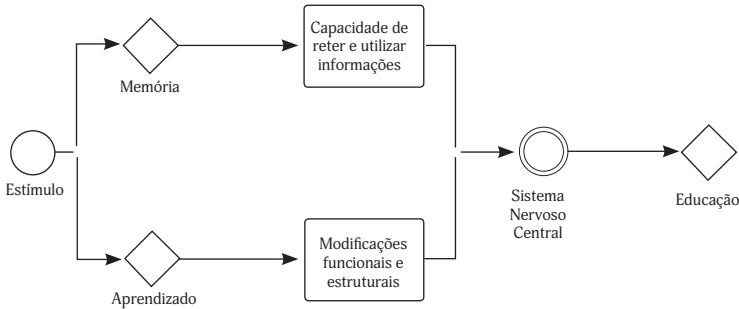 Capacidade de
reter e utilizar
informações
Memória
Estímulo
Sistema
Nervoso
Central
Educação
Modificações
funcionais e
estruturais
Aprendizado